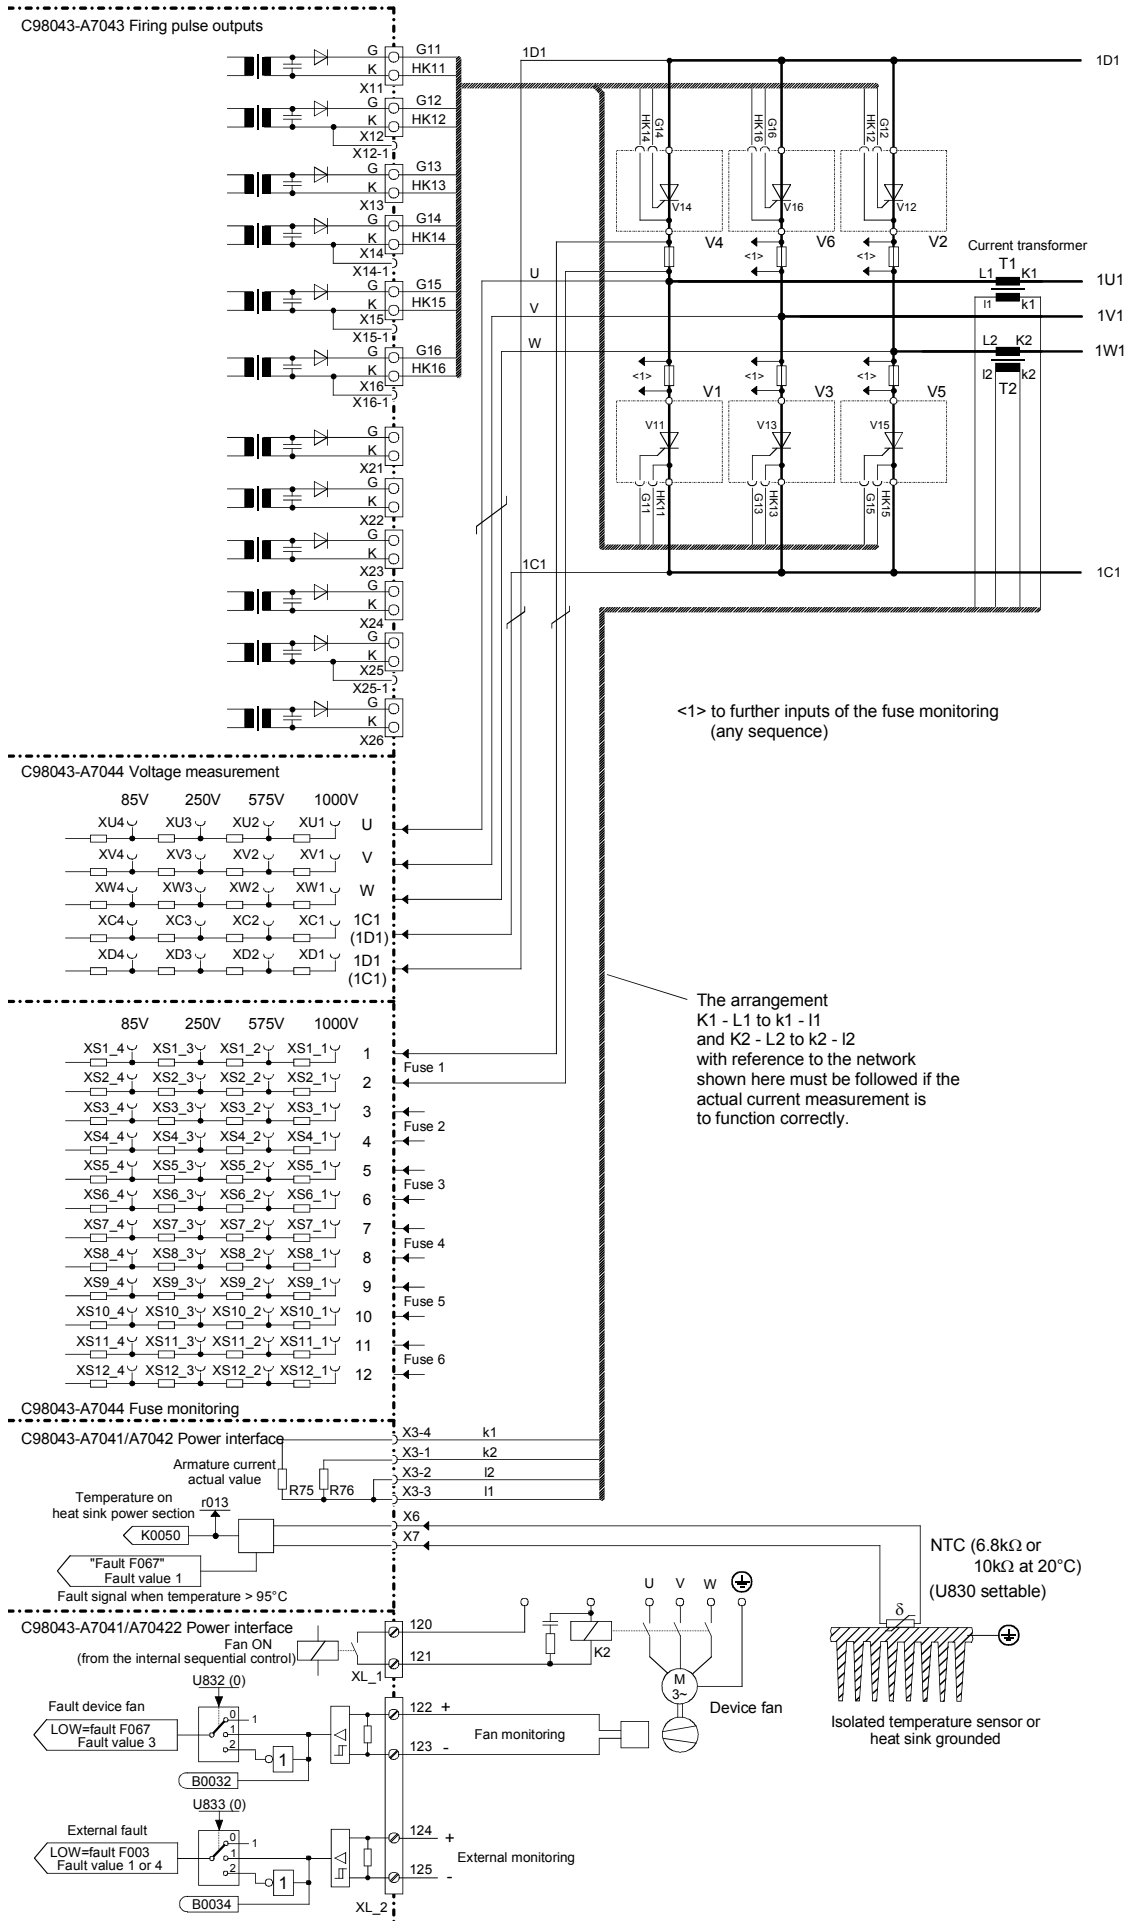 C98043-A7043 Firing pulse outputs
G G11
K HK11
X11
G G12
K HK12
X12
X12-1
G G13
K HK13
X13
G G14
K HK14
X14
X14-1
G G15
K HK15
X15
X15-1
G G16
K HK16
X16
X16-1
G
K
X21
G
K
X22
G
K
X23
G
K
X24
G
K
X25
X25-1
G
K
X26
1D1 1D1
HK14 G14 HK16 G16 HK12 G12
V14 V16 V12
V4 V6 V2
<1> <1>
Current transformer
T1
U L1 K1 1U1
l1 k1
V 1V1
W L2 K2 1W1
l2 k2
T2
<1> <1> <1>
V1 V3 V5
V11 V13 V15
G11 HK11 G13 HK13 G15 HK15
1C1 1C1
<1> to further inputs of the fuse monitoring
(any sequence)
C98043-A7044 Voltage measurement
85V 250V 575V 1000V
XU4 XU3 XU2 XU1 U
XV4 XV3 XV2 XV1 V
XW4 XW3 XW2 XW1 W
XC4 XC3 XC2 XC1 1C1
(1D1)
XD4 XD3 XD2 XD1 1D1
(1C1)
The arrangement
K1 - L1 to k1 - l1
and K2 - L2 to k2 - l2
with reference to the network
shown here must be followed if the
actual current measurement is
to function correctly.
85V 250V 575V 1000V
XS1_4 XS1_3 XS1_2 XS1_1 1
Fuse 1
XS2_4 XS2_3 XS2_2 XS2_1 2
XS3_4 XS3_3 XS3_2 XS3_1 3
Fuse 2
XS4_4 XS4_3 XS4_2 XS4_1 4
XS5_4 XS5_3 XS5_2 XS5_1 5
Fuse 3
XS6_4 XS6_3 XS6_2 XS6_1 6
XS7_4 XS7_3 XS7_2 XS7_1 7
Fuse 4
XS8_4 XS8_3 XS8_2 XS8_1 8
XS9_4 XS9_3 XS9_2 XS9_1 9
Fuse 5
XS10_4 XS10_3 XS10_2 XS10_1 10
XS11_4 XS11_3 XS11_2 XS11_1 11
Fuse 6
XS12_4 XS12_3 XS12_2 XS12_1 12
C98043-A7044 Fuse monitoring
C98043-A7041/A7042 Power interface
X3-4 k1
X3-1 k2
X3-2 l2
X3-3 l1
Armature current
actual value
R75 R76
Temperature on
heat sink power section
r013
K0050
X6
X7
"Fault F067"
Fault value 1
Fault signal when temperature > 95°C
NTC (6.8kΩ or
10kΩ at 20°C)
(U830 settable)
δ
Isolated temperature sensor or
heat sink grounded
C98043-A7041/A70422 Power interface
Fan ON
(from the internal sequential control)
120
121
XL_1
K2
U V W
M
3~
Device fan
U832 (0)
Fault device fan
LOW=fault F067
Fault value 3
0 1
1
2
1
B0032
122 +
Fan monitoring
123 -
U833 (0)
External fault
LOW=fault F003
Fault value 1 or 4
0 1
1
2
1
B0034
124 +
External monitoring
125 -
XL_2